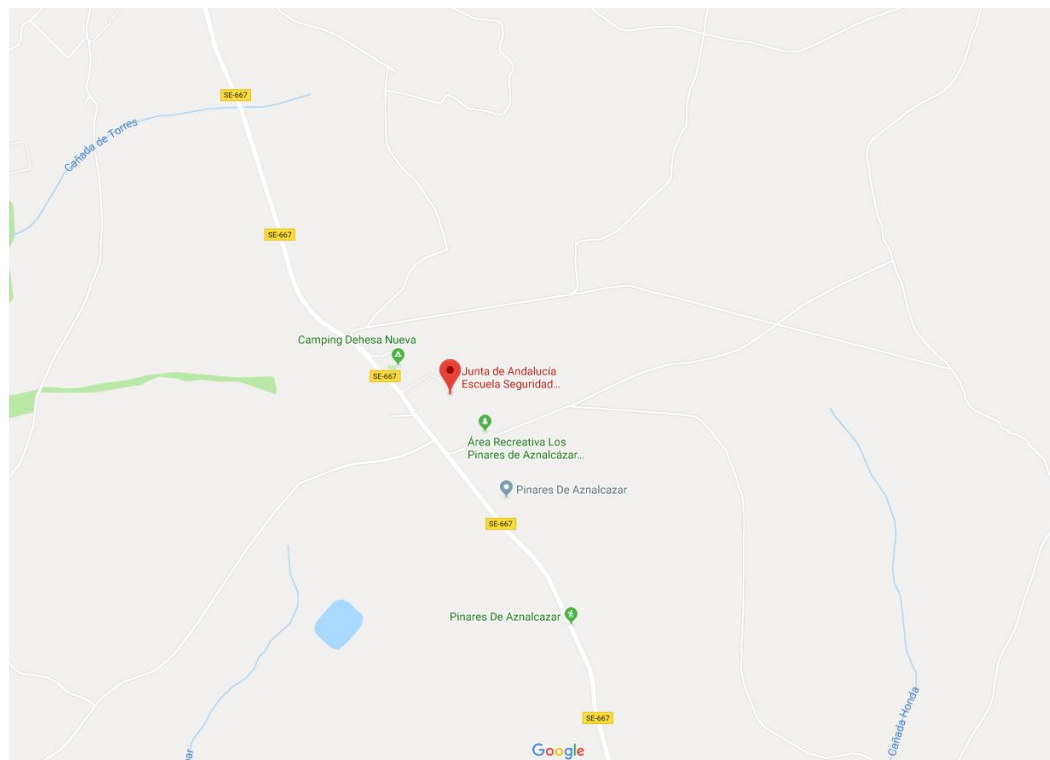 SE-667
Cañada de Torres
SE-667
Camping Dehesa Nueva
SE-667
Junta de Andalucía
Escuela Seguridad...
Área Recreativa Los
Pinares de Aznalcázar...
Pinares De Aznalcazar
SE-667
Pinares De Aznalcazar
SE-667
Cañada Honda
Google